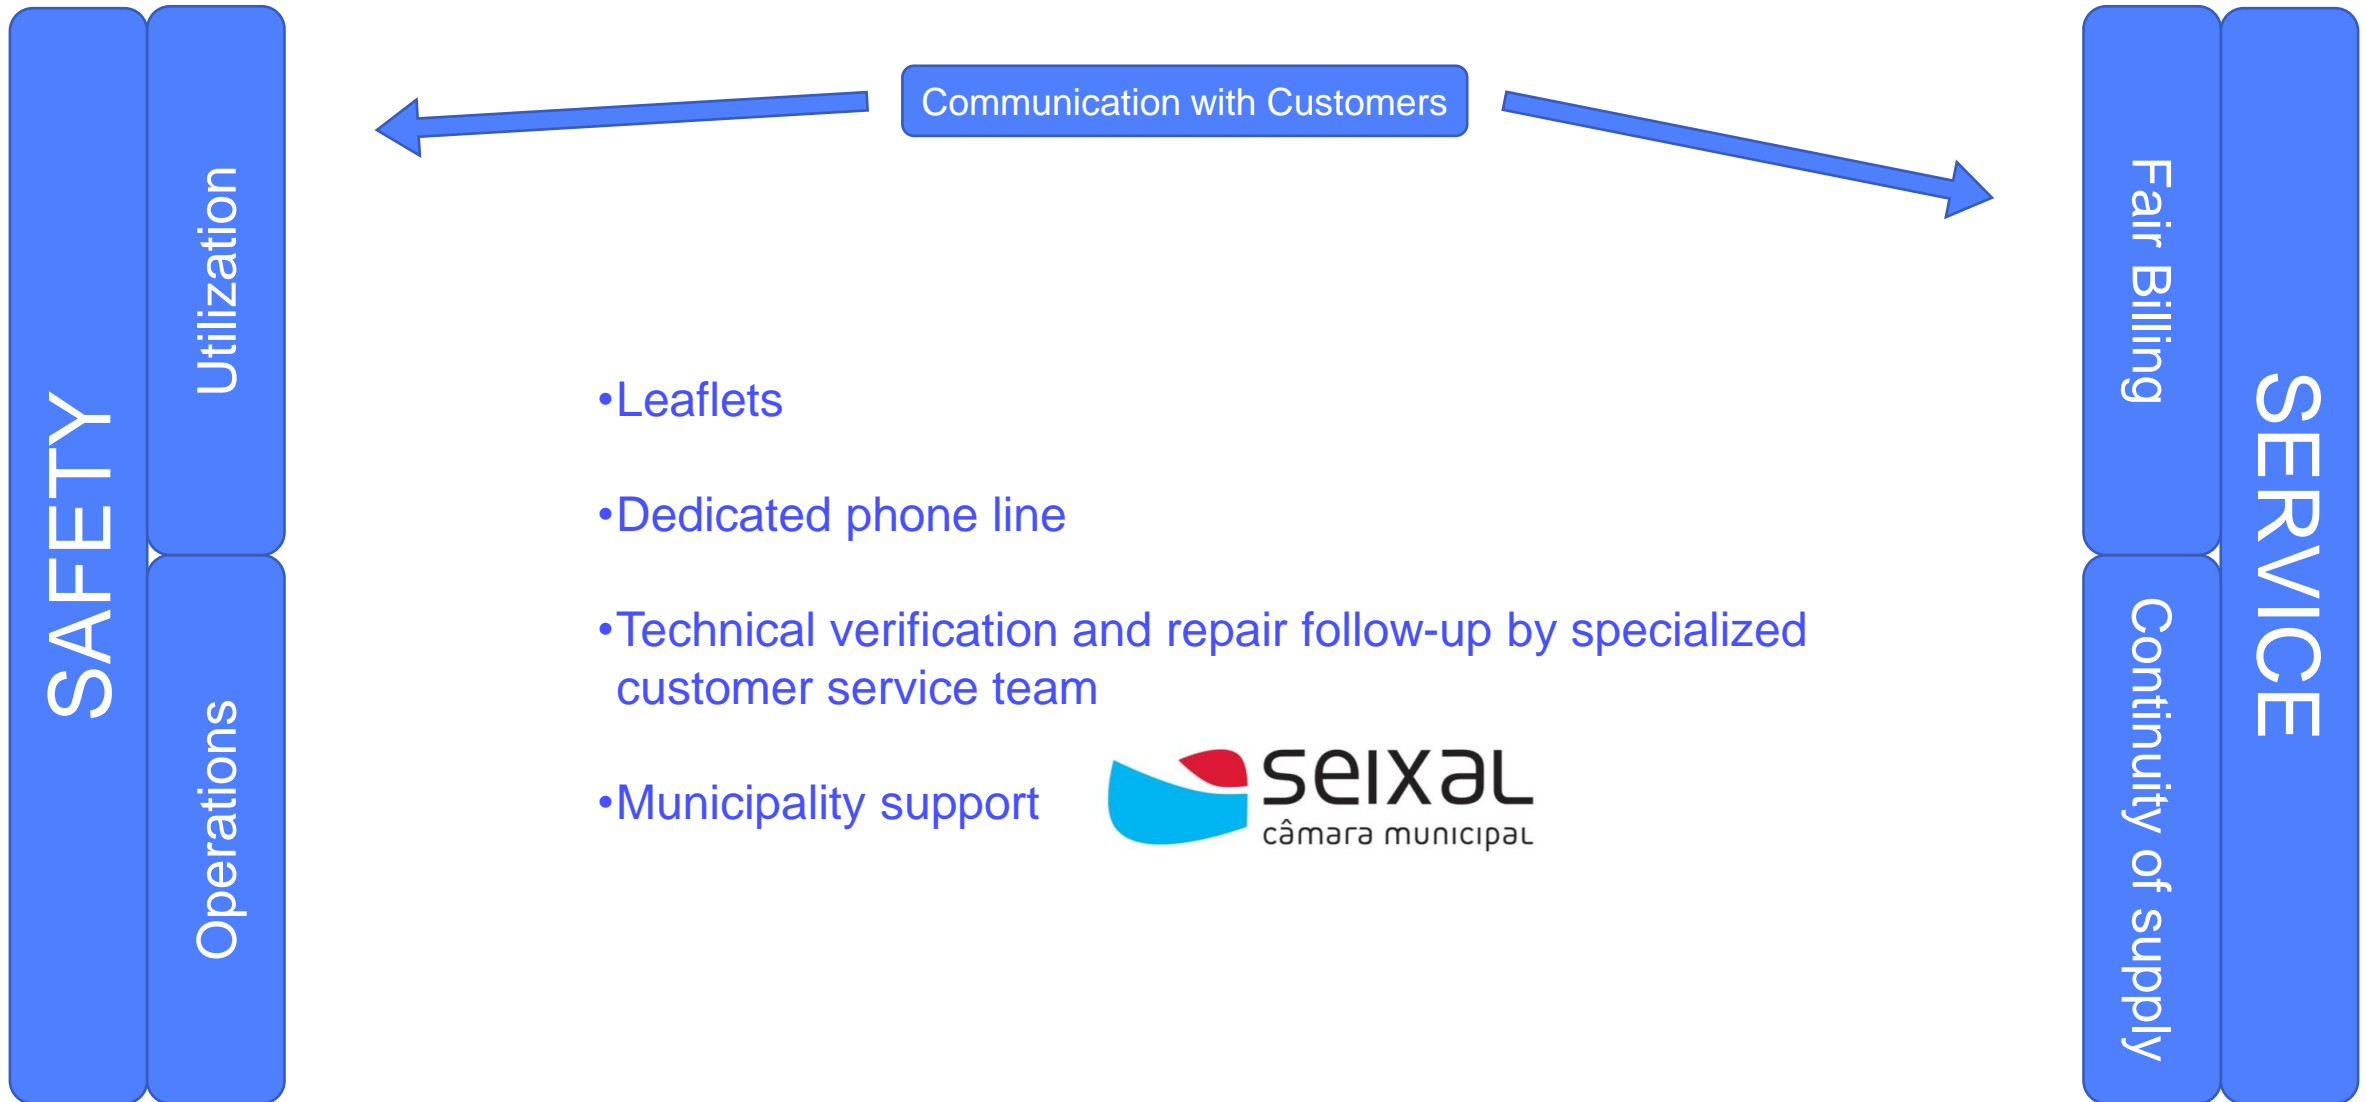 Communication with Customers
SAFETY
Utilization
Operations
•Leaflets
•Dedicated phone line
•Technical verification and repair follow-up by specialized
customer service team
•Municipality support
seixal
câmara municipal
Fair Billing
Continuity of supply
SERVICE